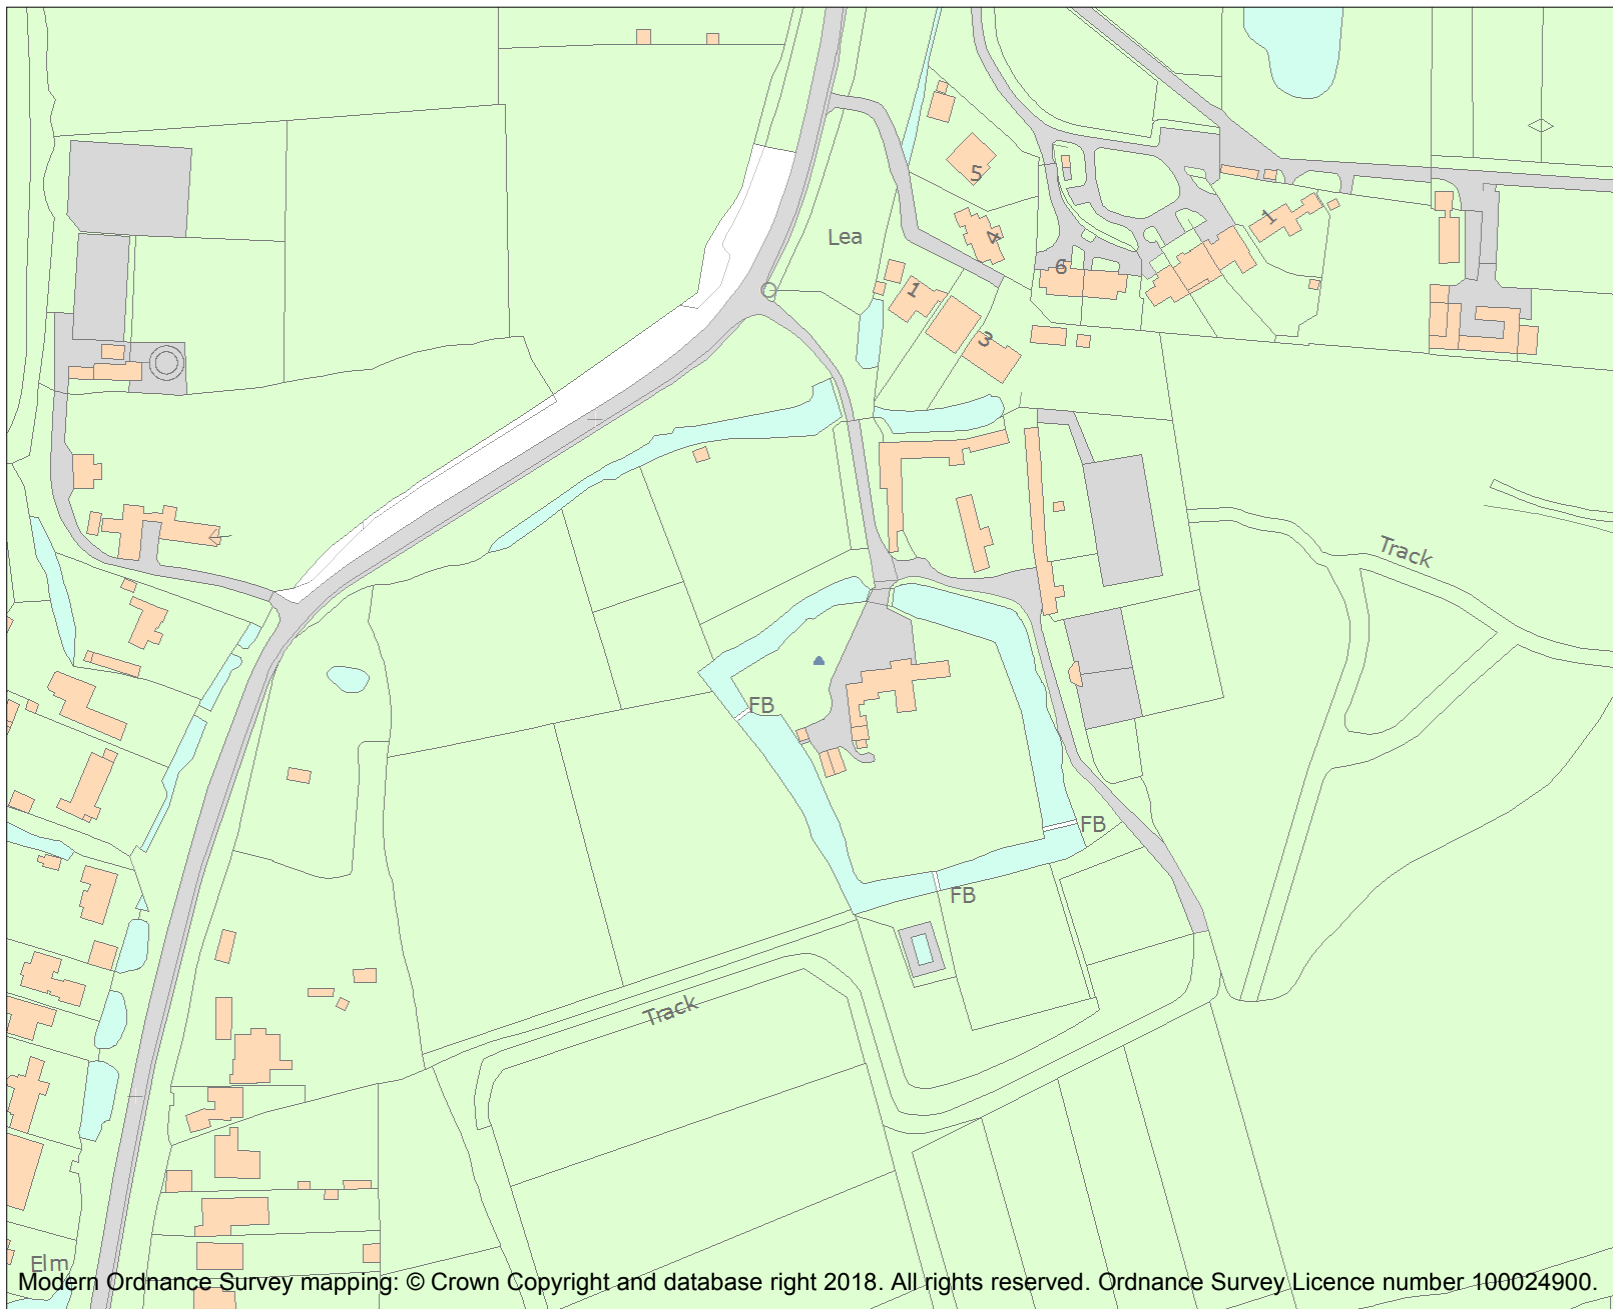 5
Lea
4
1
6
1
3
Track
FB
FB
FB
Track
Elm
Modern Ordnance Survey mapping: © Crown Copyright and database right 2018. All rights reserved. Ordnance Survey Licence number 100024900.